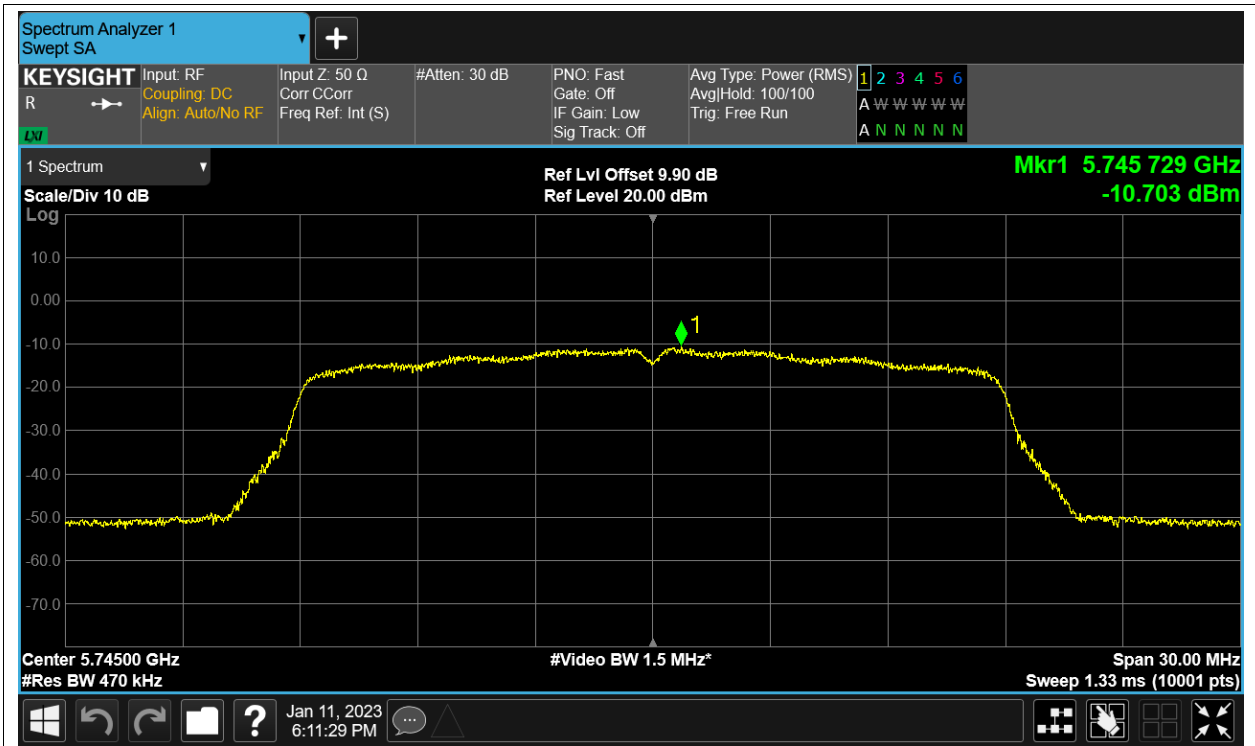 Spectrum Analyzer 1
Swept SA
KEYSIGHT
R
LXI
Input: RF
Coupling: DC
Align: Auto/No RF
Input Z: 50 Ω
Corr CCorr
Freq Ref: Int (S)
#Atten: 30 dB
PNO: Fast
Gate: Off
IF Gain: Low
Sig Track: Off
Avg Type: Power (RMS)
Avg|Hold: 100/100
Trig: Free Run
1 2 3 4 5 6
A W W W W W
A N N N N N
1 Spectrum
Scale/Div 10 dB
Log
Ref Lvl Offset 9.90 dB
Ref Level 20.00 dBm
Mkr1 5.745 729 GHz
-10.703 dBm
1
10.0
0.00
-10.0
-20.0
-30.0
-40.0
-50.0
-60.0
-70.0
Center 5.74500 GHz
#Res BW 470 kHz
#Video BW 1.5 MHz*
Span 30.00 MHz
Sweep 1.33 ms (10001 pts)
?
Jan 11, 2023
6:11:29 PM